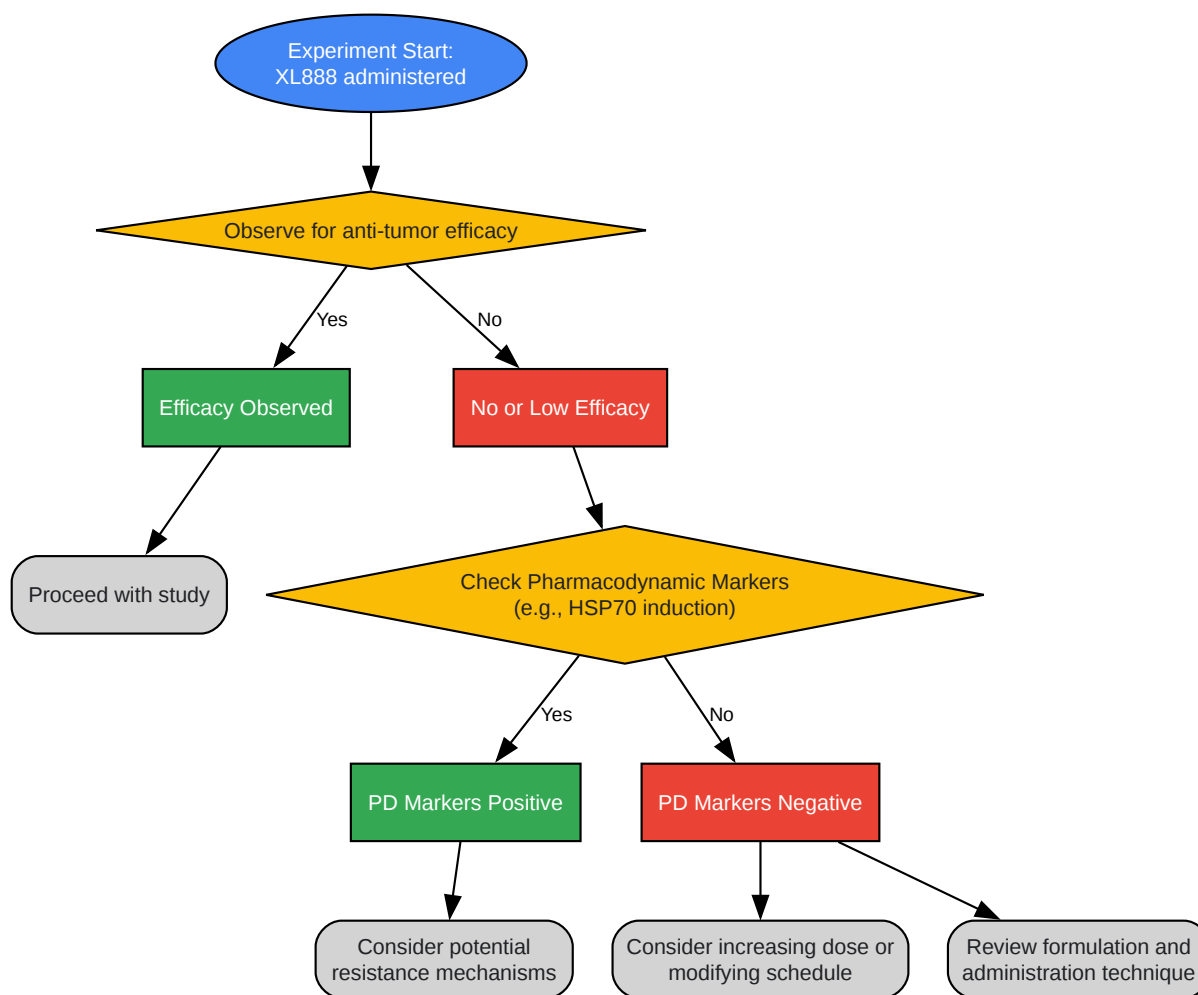 Experiment Start:
XL888 administered
Observe for anti-tumor efficacy
Yes
No
Efficacy Observed
No or Low Efficacy
Proceed with study
Check Pharmacodynamic Markers
(e.g., HSP70 induction)
Yes
No
PD Markers Positive
PD Markers Negative
Consider potential
resistance mechanisms
Consider increasing dose or
modifying schedule
Review formulation and
administration technique